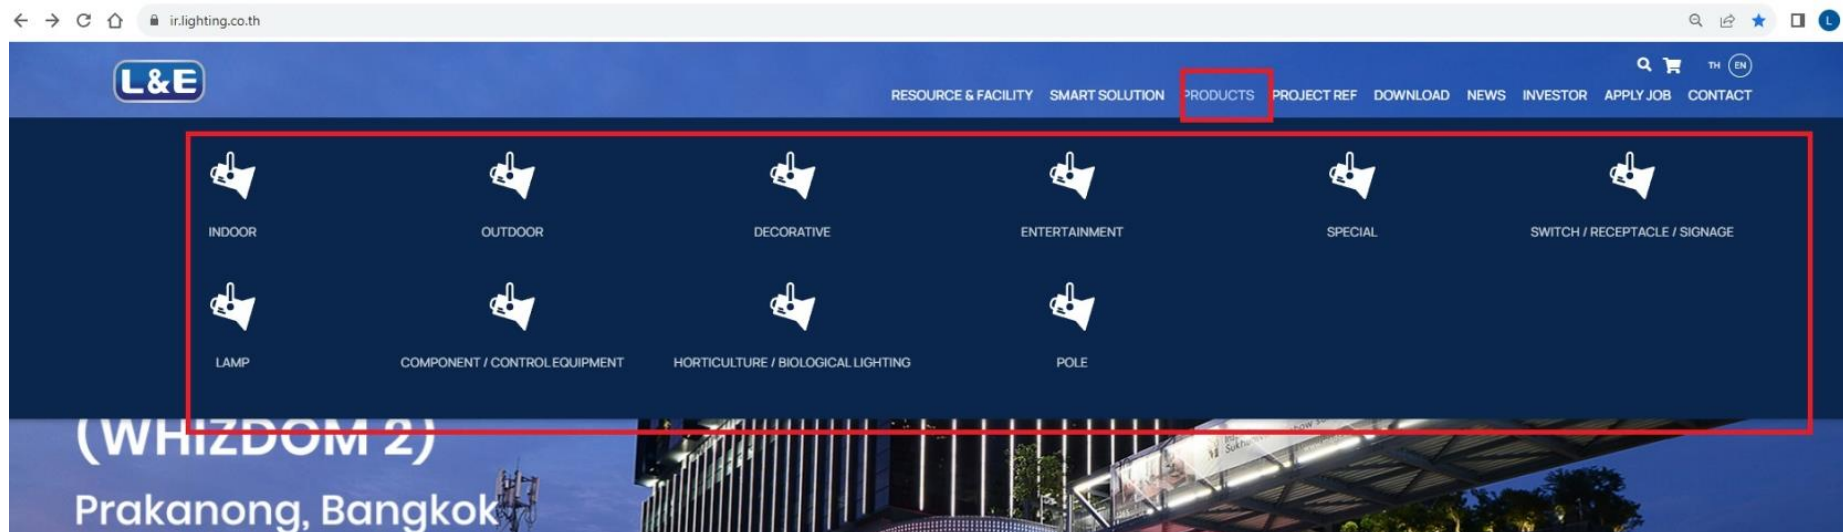 ir.lighting.co.th
L
L&E
TH EN
RESOURCE & FACILITY SMART SOLUTION PRODUCTS PROJECT REF DOWNLOAD NEWS INVESTOR APPLY JOB CONTACT
INDOOR OUTDOOR DECORATIVE ENTERTAINMENT SPECIAL SWITCH / RECEPTACLE / SIGNAGE
LAMP COMPONENT / CONTROL EQUIPMENT HORTICULTURE / BIOLOGICAL LIGHTING POLE
(WHIZDOM 2)
Prakanong, Bangkok